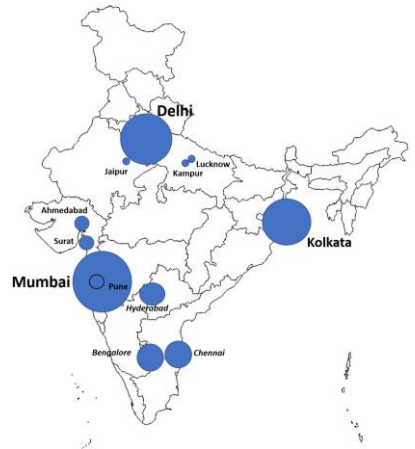 Delhi
Jaipur
Lucknow
Kampur
Ahmedabad
Surat
Kolkata
Mumbai
Pune
Hyderabad
Bengalore
Chennai